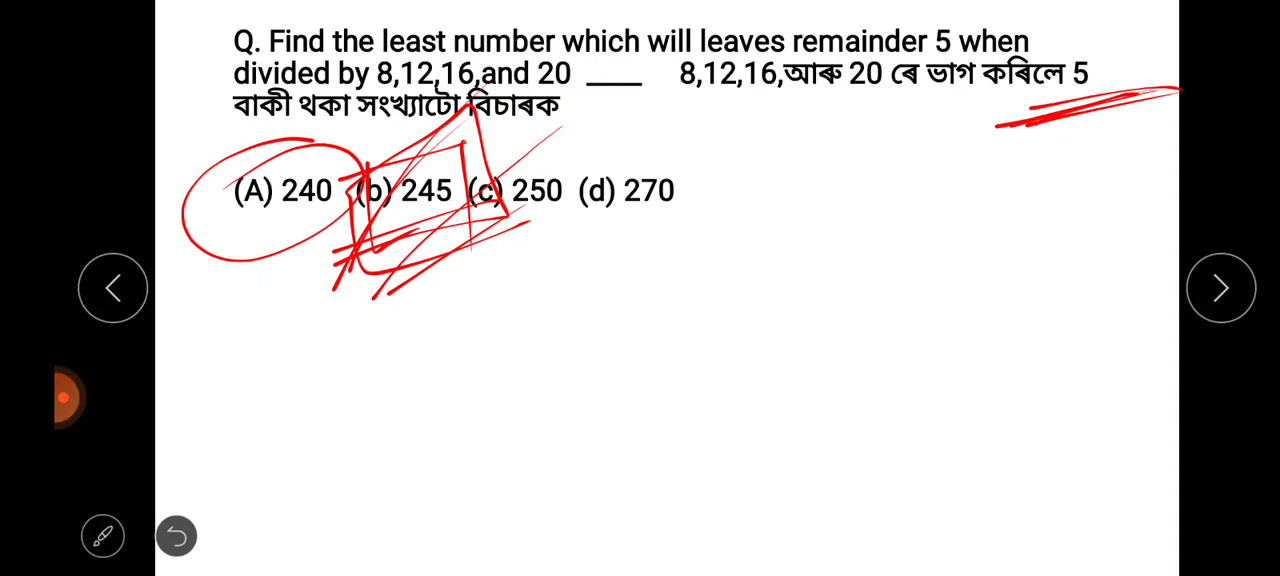 Q. Find the least number which will leaves remainder 5 when
divided by 8,12,16,and 20 ____ 8,12,16,আৰু 20 ৰে ভাগ কৰিলে 5
বাকী থকা সংখ্যাটো বিচাৰক
(A) 240 (b) 245 (c) 250 (d) 270